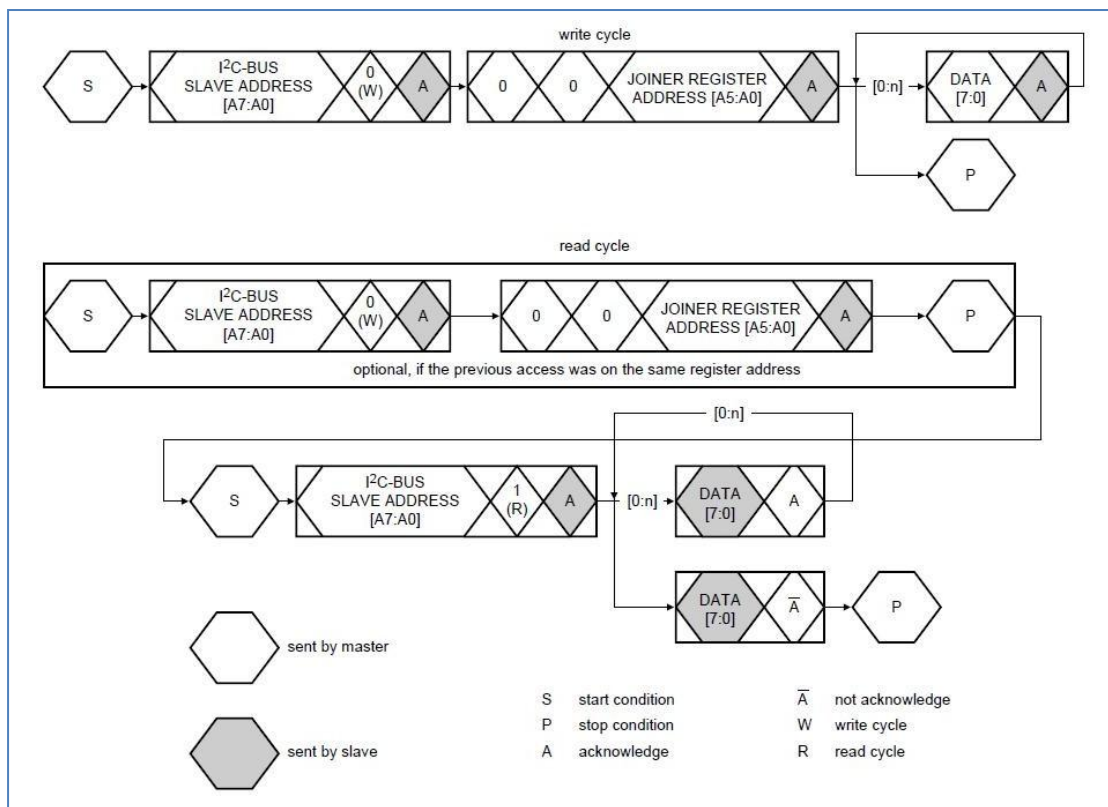 write cycle
S
I2C-BUS
SLAVE ADDRESS
[A7:A0]
0
(W)
A
0
0
JOINER REGISTER
ADDRESS [A5:A0]
A
[0:n]
DATA
[7:0]
A
P
read cycle
S
I2C-BUS
SLAVE ADDRESS
[A7:A0]
0
(W)
A
0
0
JOINER REGISTER
ADDRESS [A5:A0]
A
P
optional, if the previous access was on the same register address
[0:n]
S
I2C-BUS
SLAVE ADDRESS
[A7:A0]
1
(R)
A
[0:n]
DATA
[7:0]
A
DATA
[7:0]
A̅
P
sent by master
sent by slave
S start condition
P stop condition
A acknowledge
A̅ not acknowledge
W write cycle
R read cycle